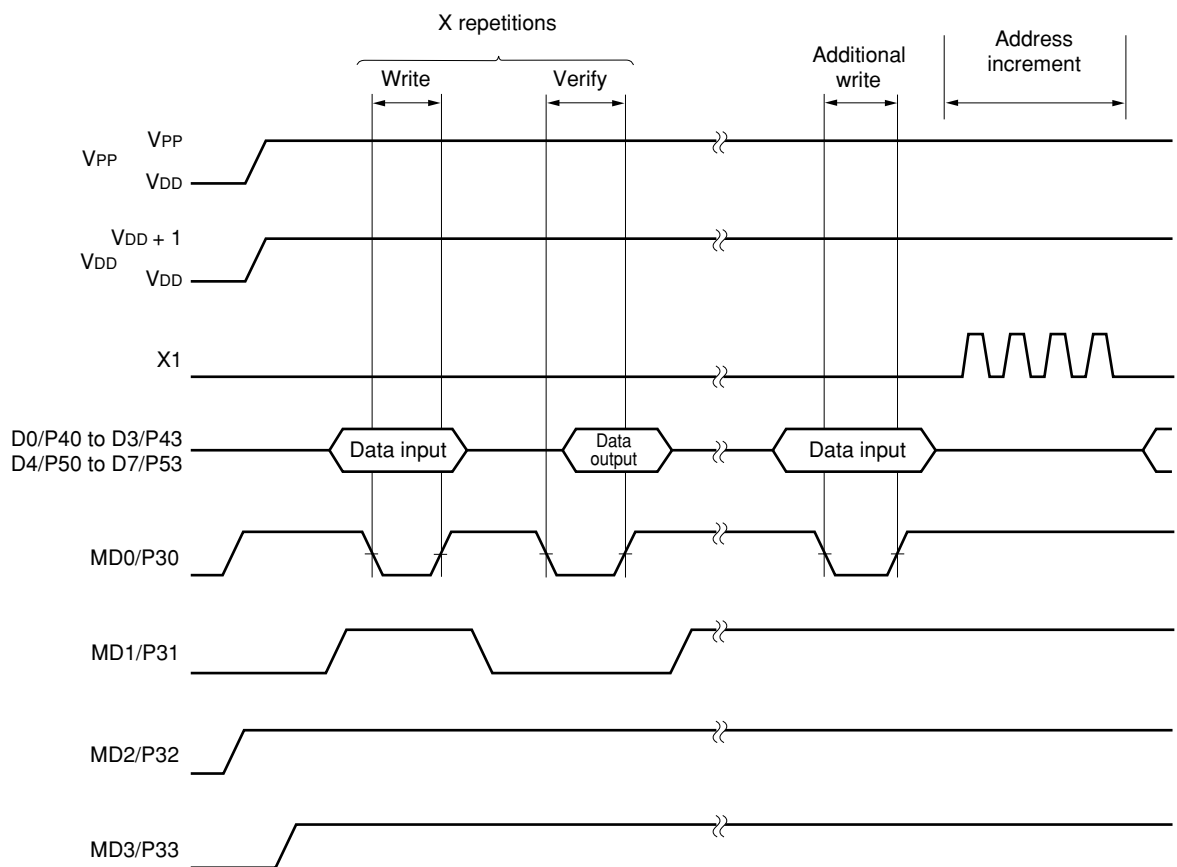 X repetitions
Write
Verify
Additional
write
Address
increment
VPP
VPP
VDD
VDD + 1
VDD
VDD
X1
D0/P40 to D3/P43
D4/P50 to D7/P53
Data input
Data
output
Data input
MD0/P30
MD1/P31
MD2/P32
MD3/P33